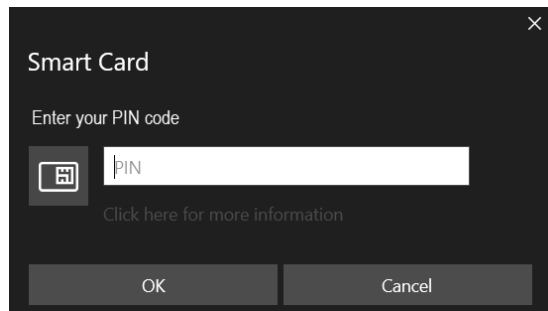 Smart Card
Enter your PIN code
PIN
Click here for more information
OK
Cancel